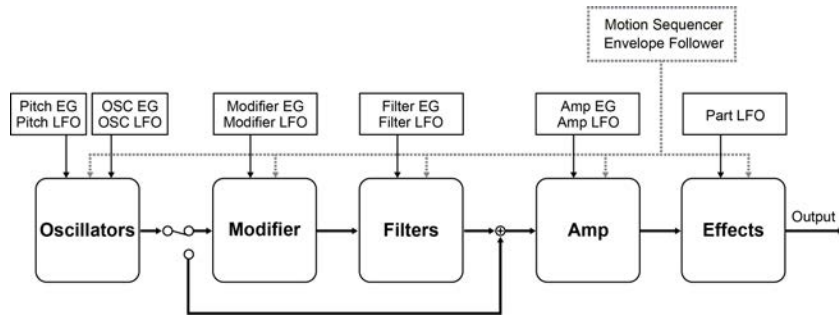 Motion Sequencer
Envelope Follower
Pitch EG
Pitch LFO
OSC EG
OSC LFO
Modifier EG
Modifier LFO
Filter EG
Filter LFO
Amp EG
Amp LFO
Part LFO
Oscillators
Modifier
Filters
Amp
Effects
Output